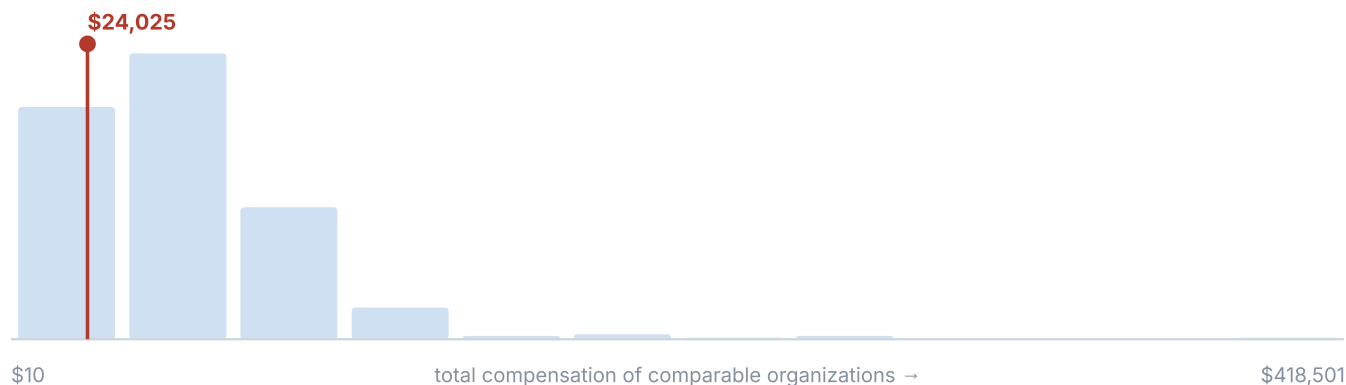 $24,025
$10 total compensation of comparable organizations → $418,501